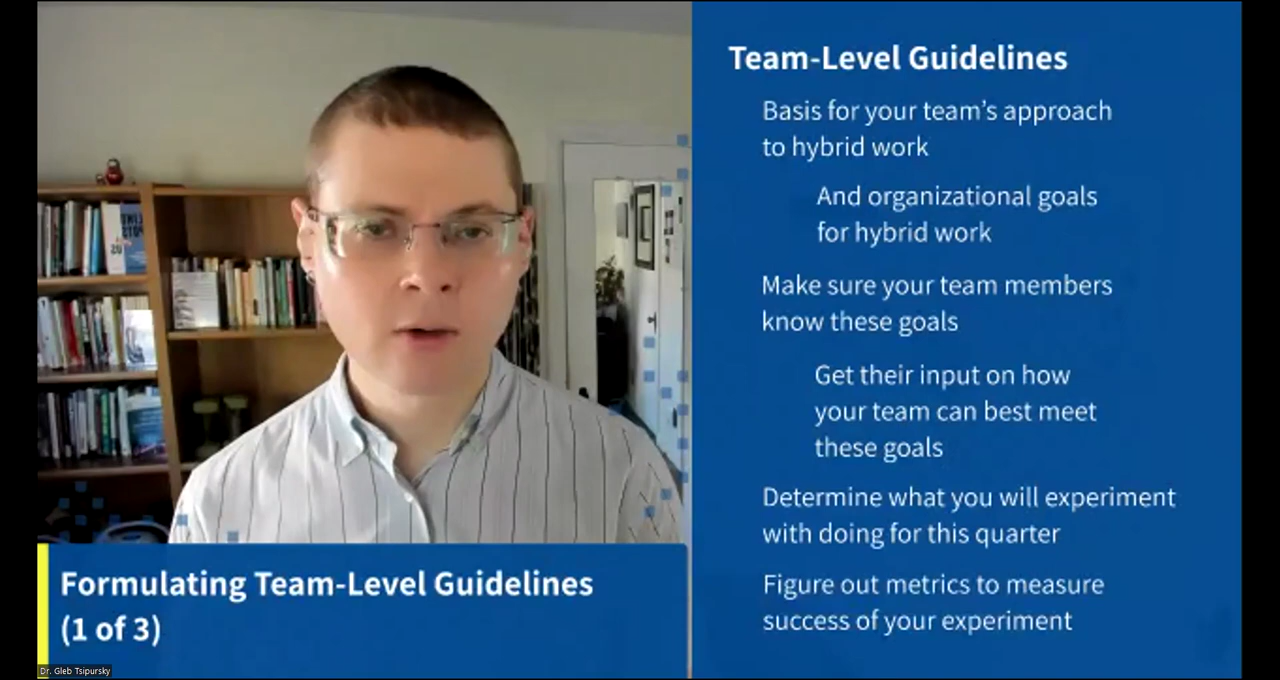 Team-Level Guidelines
Basis for your team's approach
to hybrid work
And organizational goals
for hybrid work
Make sure your team members
know these goals
Get their input on how
your team can best meet
these goals
Determine what you will experiment
with doing for this quarter
Figure out metrics to measure
success of your experiment
Formulating Team-Level Guidelines
(1 of 3)
Dr. Gleb Tsipursky